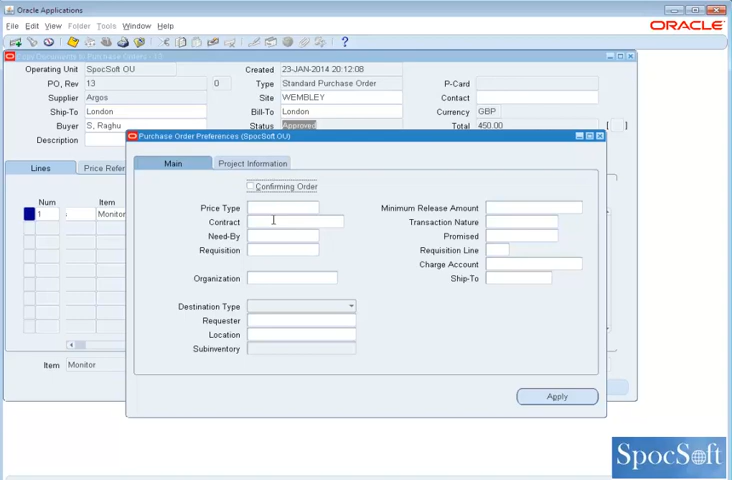 Oracle Applications
File Edit View Folder Tools Window Help
ORACLE
Operating Unit SpocSoft OU Created 23-JAN-2014 20:12:08
PO, Rev 13 0 Type Standard Purchase Order P-Card
Supplier Argos Site WEMBLEY Contact
Ship-To London Bill-To London Currency GBP
Buyer S, Raghu Status Approved Total 450.00 [ ]
Description
Purchase Order Preferences (SpocSoft OU)
Lines Price Refer
Main Project Information
Confirming Order
Num Item
1 Monitor
Price Type Minimum Release Amount
Contract Transaction Nature
Need-By Promised
Requisition Requisition Line
Charge Account
Organization Ship-To
Destination Type
Requester
Location
Subinventory
Item Monitor
Apply
SpocSoft